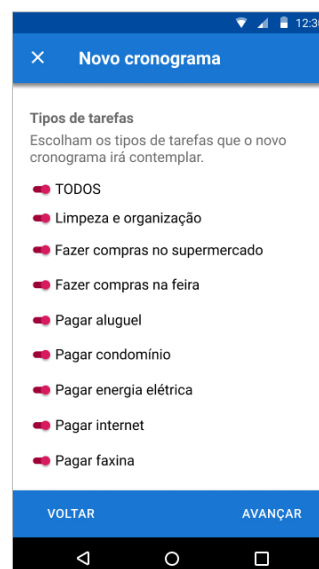 12:30
Novo cronograma
Tipos de tarefas
Escolham os tipos de tarefas que o novo
cronograma irá contemplar.
TODOS
Limpeza e organização
Fazer compras no supermercado
Fazer compras na feira
Pagar aluguel
Pagar condomínio
Pagar energia elétrica
Pagar internet
Pagar faxina
VOLTAR AVANÇAR